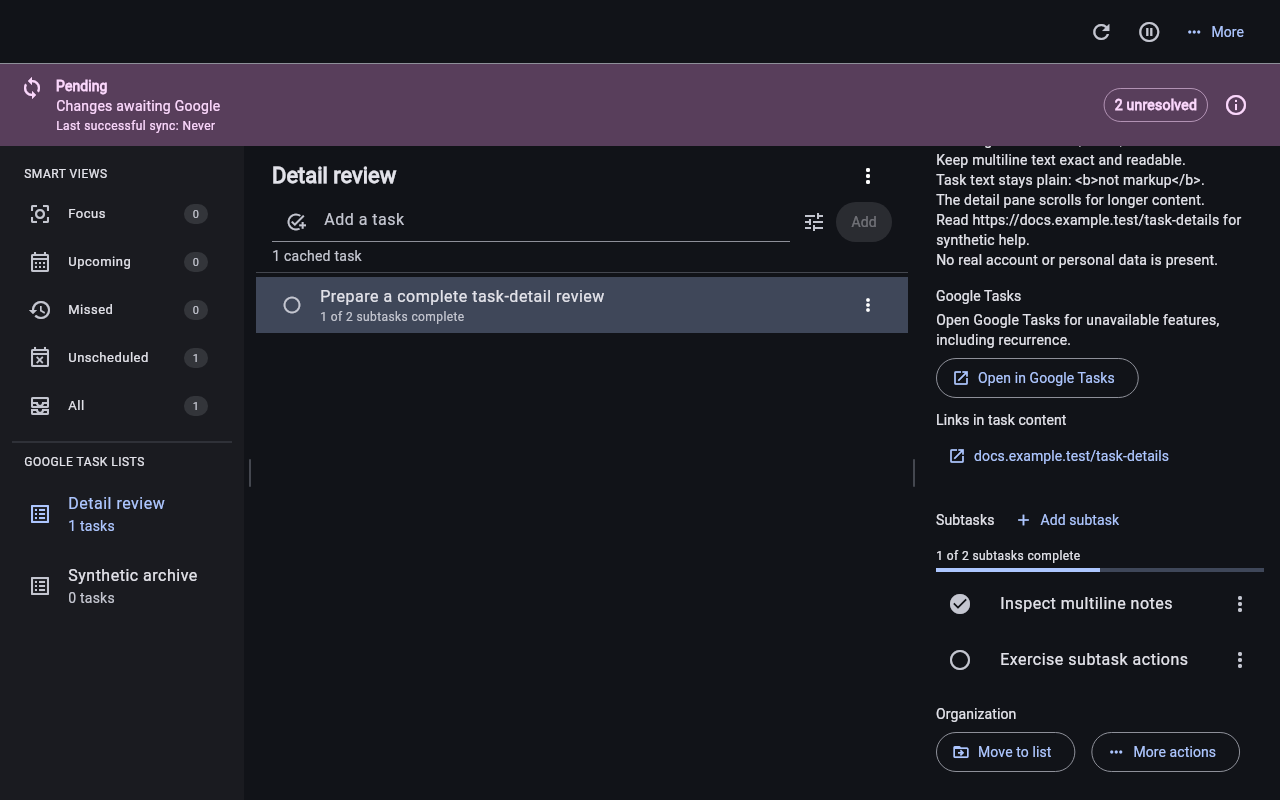 More
Pending
Changes awaiting Google
Last successful sync: Never
2 unresolved
SMART VIEWS
Focus
0
Upcoming
0
Missed
0
Unscheduled
1
All
1
GOOGLE TASK LISTS
Detail review
1 tasks
Synthetic archive
0 tasks
Detail review
Add a task
Add
1 cached task
Prepare a complete task-detail review
1 of 2 subtasks complete
Keep multiline text exact and readable.
Task text stays plain: <b>not markup</b>.
The detail pane scrolls for longer content.
Read https://docs.example.test/task-details for
synthetic help.
No real account or personal data is present.
Google Tasks
Open Google Tasks for unavailable features,
including recurrence.
Open in Google Tasks
Links in task content
docs.example.test/task-details
Subtasks
Add subtask
1 of 2 subtasks complete
Inspect multiline notes
Exercise subtask actions
Organization
Move to list
More actions